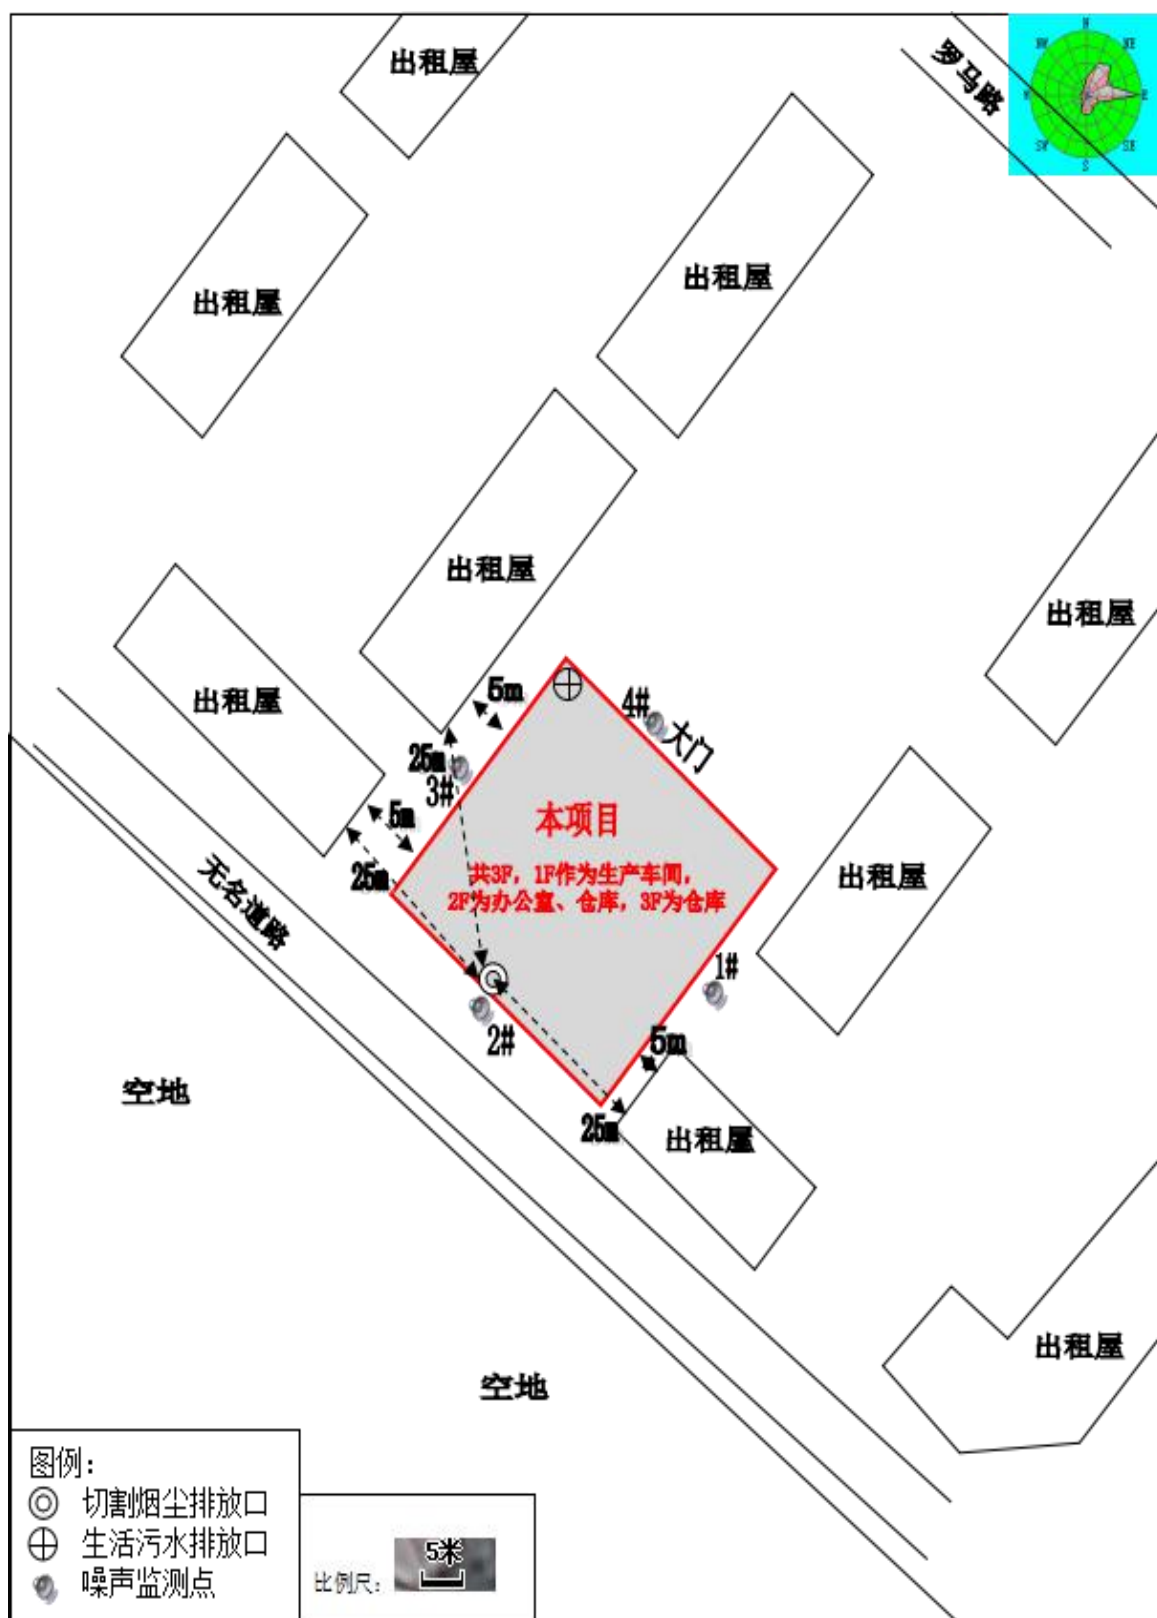 出租屋
罗马路
N
NE
E
SE
S
SW
W
NW
出租屋
出租屋
出租屋
出租屋
出租屋
5m
4#
大门
25m
3#
5m
25m
本项目
共3F，1F作为生产车间，
2F为办公室、仓库，3F为仓库
出租屋
无名道路
1#
2#
5m
25m
出租屋
空地
出租屋
空地
图例：
切割烟尘排放口
生活污水排放口
噪声监测点
比例尺：
5米